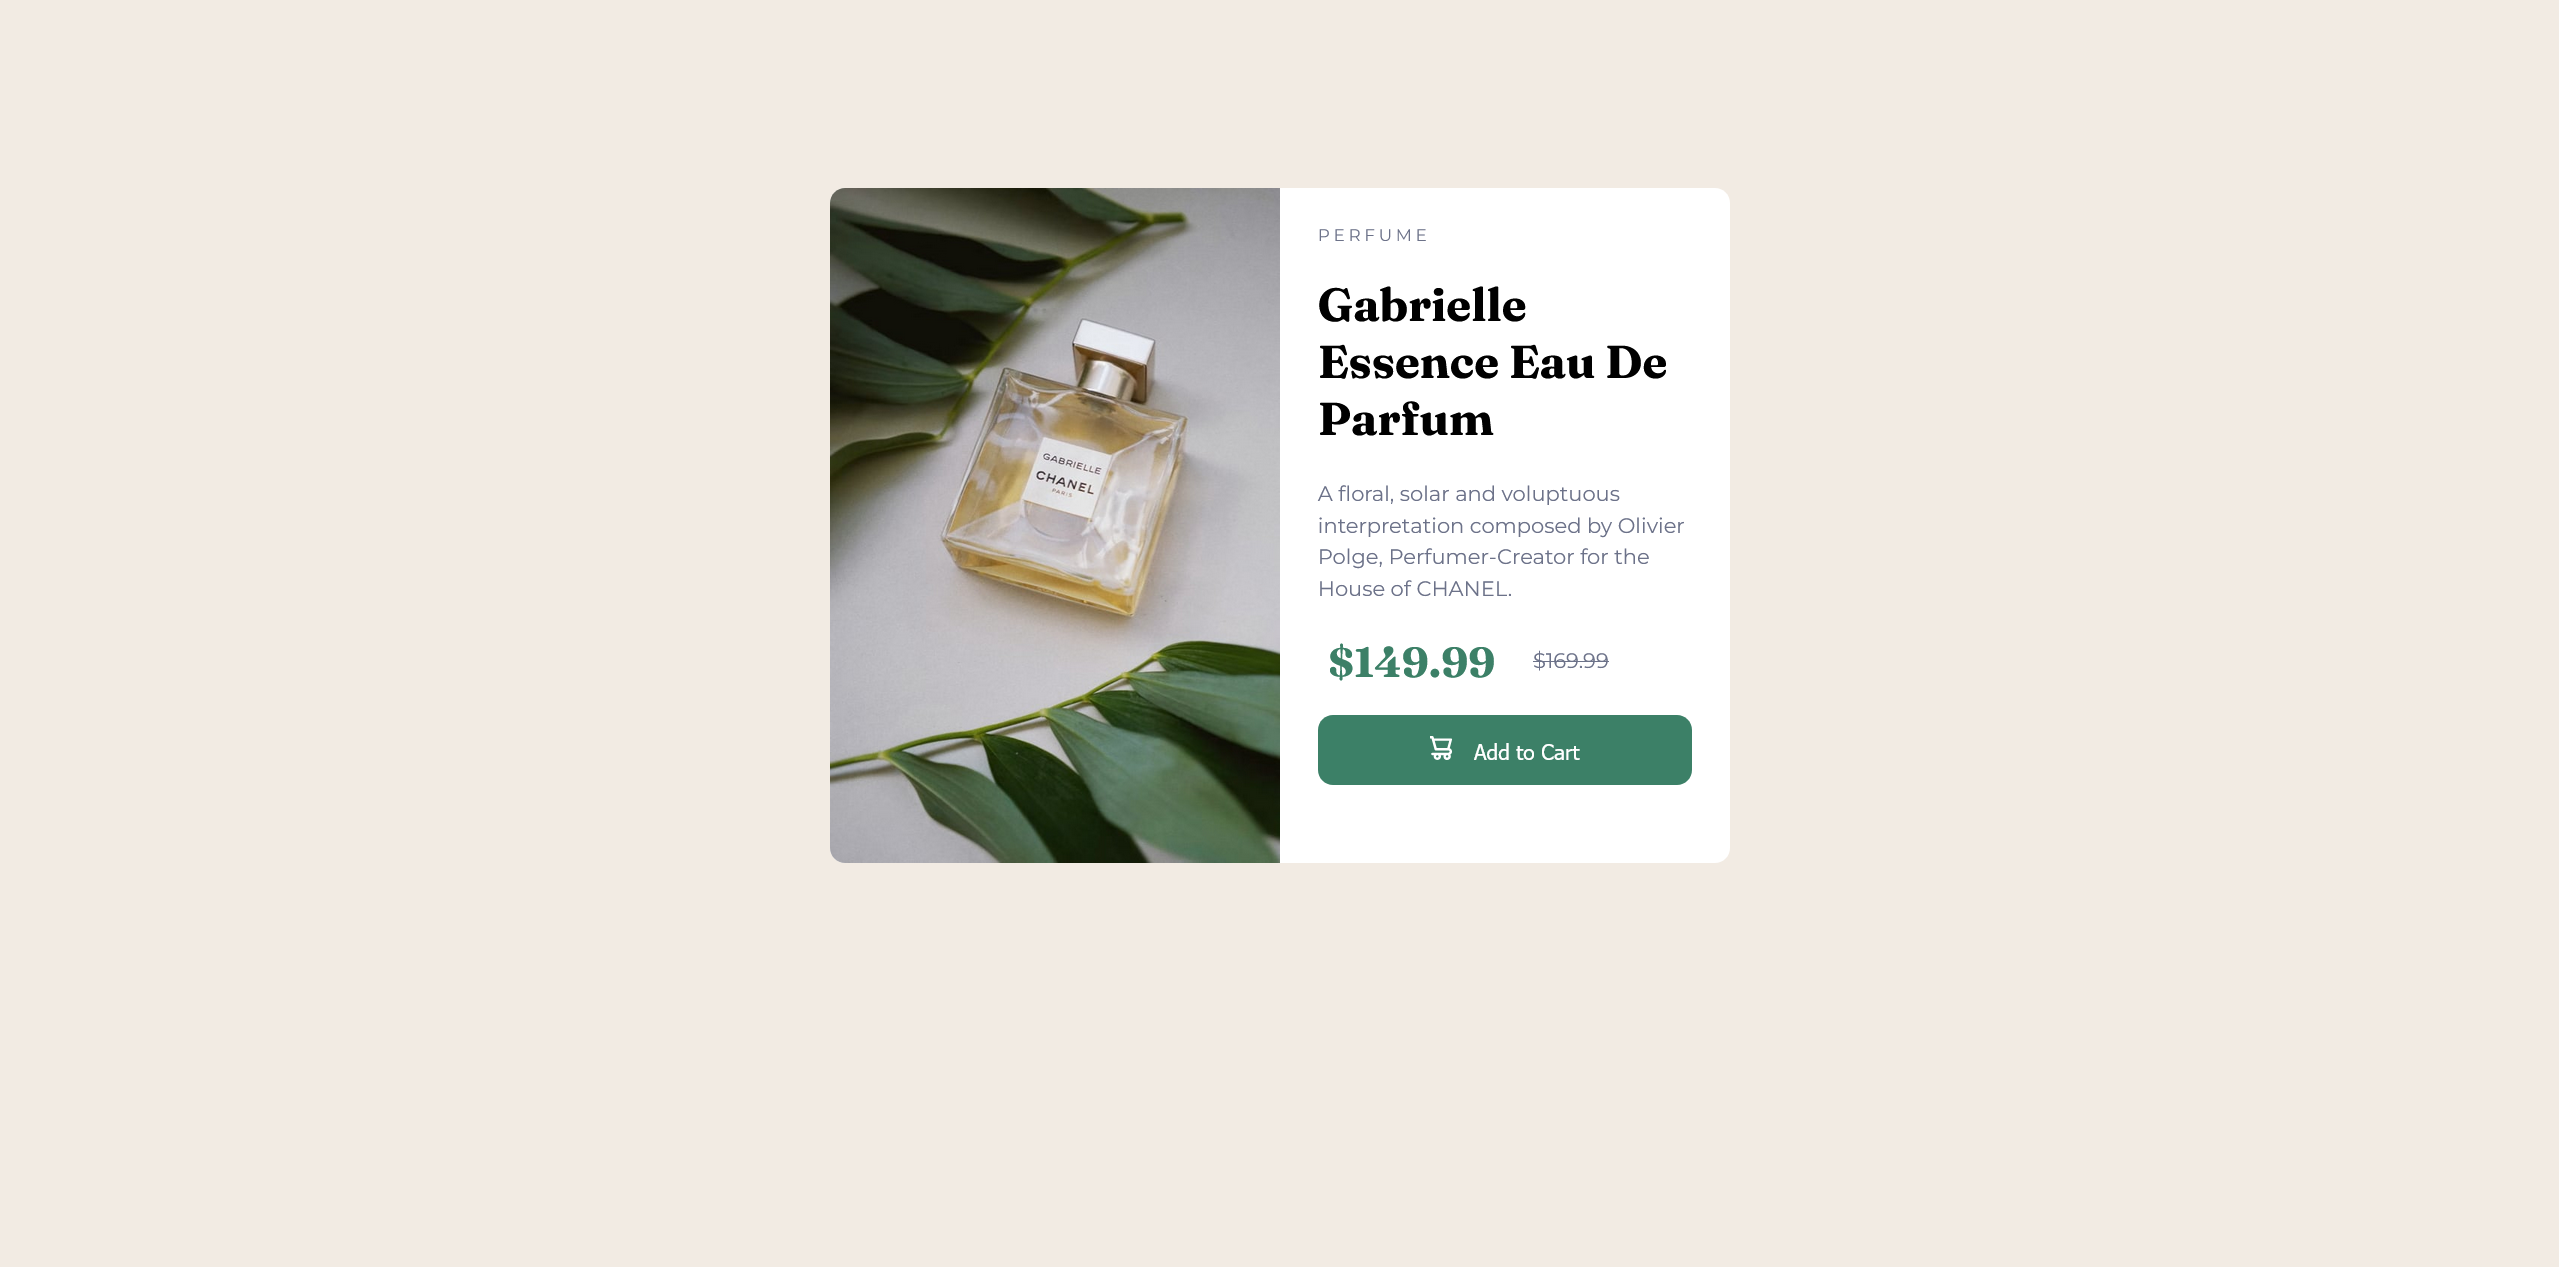 GABRIELLE
CHANEL
PARIS
PERFUME
Gabrielle
Essence Eau De
Parfum
A floral, solar and voluptuous
interpretation composed by Olivier
Polge, Perfumer-Creator for the
House of CHANEL.
$149.99 $169.99
Add to Cart